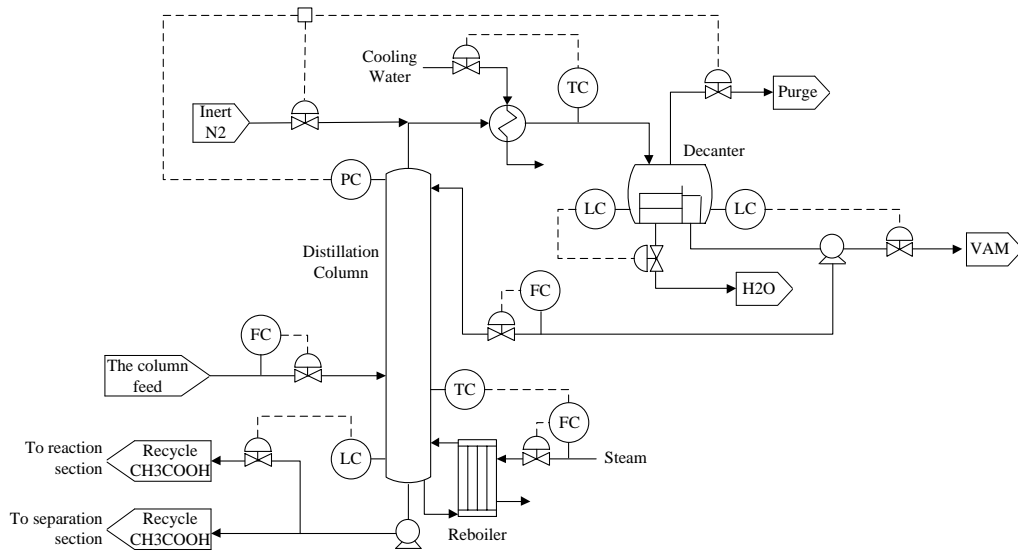 Cooling
Water
TC
Inert
N2
Purge
Decanter
PC
LC
LC
VAM
Distillation
Column
H2O
FC
FC
The column
feed
TC
FC
To reaction
section
Recycle
CH3COOH
LC
Steam
To separation
section
Recycle
CH3COOH
Reboiler